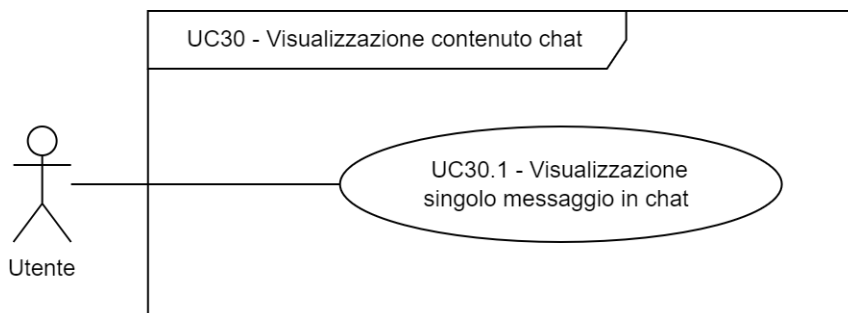 UC30 - Visualizzazione contenuto chat
UC30.1 - Visualizzazione
singolo messaggio in chat
Utente